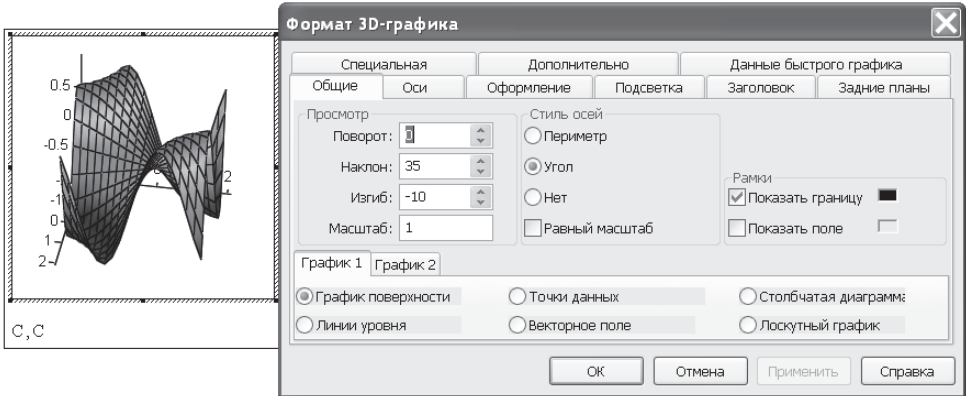 Формат 3D-графика
Специальная Дополнительно Данные быстрого графика
Общие Оси Оформление Подсветка Заголовок Задние планы
Просмотр Стиль осей
Поворот: 0 Периметр
Наклон: 35 Угол
Изгиб: -10 Нет
Масштаб: 1 Равный масштаб
Рамки
Показать границу
Показать поле
График 1 График 2
График поверхности Точки данных Столбчатая диаграмма
Линии уровня Векторное поле Лоскутный график
ОК Отмена Применить Справка
0.5
0
-0.5
-1
0
1
2
2
C,C